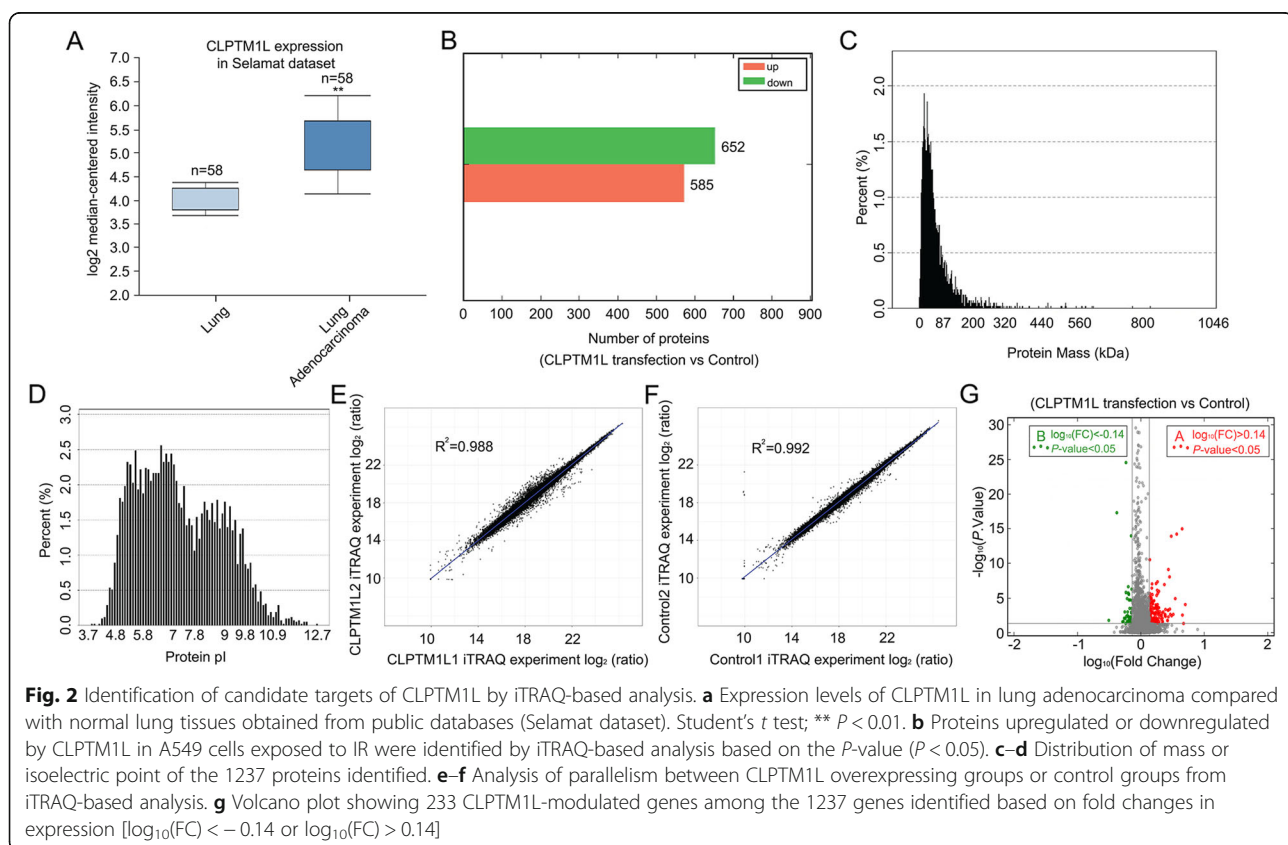 A
CLPTM1L expression
in Selamat dataset
n=58
**
n=58
7.0
6.5
6.0
5.5
5.0
4.5
4.0
3.5
3.0
2.5
2.0
log2 median-centered intensity
Lung
Lung
Adenocarcinoma
B
up
down
652
585
0 100 200 300 400 500 600 700 800 900
Number of proteins
(CLPTM1L transfection vs Control)
C
2.0
1.5
1.0
0.5
0.0
Percent (%)
0 87 200 320 440 560 800 1046
Protein Mass (kDa)
D
3.0
2.5
2.0
1.5
1.0
0.5
0.0
Percent (%)
3.7 4.8 5.8 7 7.8 9 9.8 10.9 12.7
Protein pI
E
R²=0.988
22
18
14
10
CLPTM1L2 iTRAQ experiment log₂ (ratio)
10 14 18 22
CLPTM1L1 iTRAQ experiment log₂ (ratio)
F
R²=0.992
22
18
14
10
Control2 iTRAQ experiment log₂ (ratio)
10 14 18 22
Control1 iTRAQ experiment log₂ (ratio)
G
(CLPTM1L transfection vs Control)
B log₁₀(FC)<-0.14
P-value<0.05
A log₁₀(FC)>0.14
P-value<0.05
30
25
20
15
10
5
0
-log₁₀(P.Value)
-2 -1 0 1 2
log₁₀(Fold Change)
Fig. 2 Identification of candidate targets of CLPTM1L by iTRAQ-based analysis. a Expression levels of CLPTM1L in lung adenocarcinoma compared
with normal lung tissues obtained from public databases (Selamat dataset). Student's t test; ** P < 0.01. b Proteins upregulated or downregulated
by CLPTM1L in A549 cells exposed to IR were identified by iTRAQ-based analysis based on the P-value (P < 0.05). c–d Distribution of mass or
isoelectric point of the 1237 proteins identified. e–f Analysis of parallelism between CLPTM1L overexpressing groups or control groups from
iTRAQ-based analysis. g Volcano plot showing 233 CLPTM1L-modulated genes among the 1237 genes identified based on fold changes in
expression [log₁₀(FC) < − 0.14 or log₁₀(FC) > 0.14]